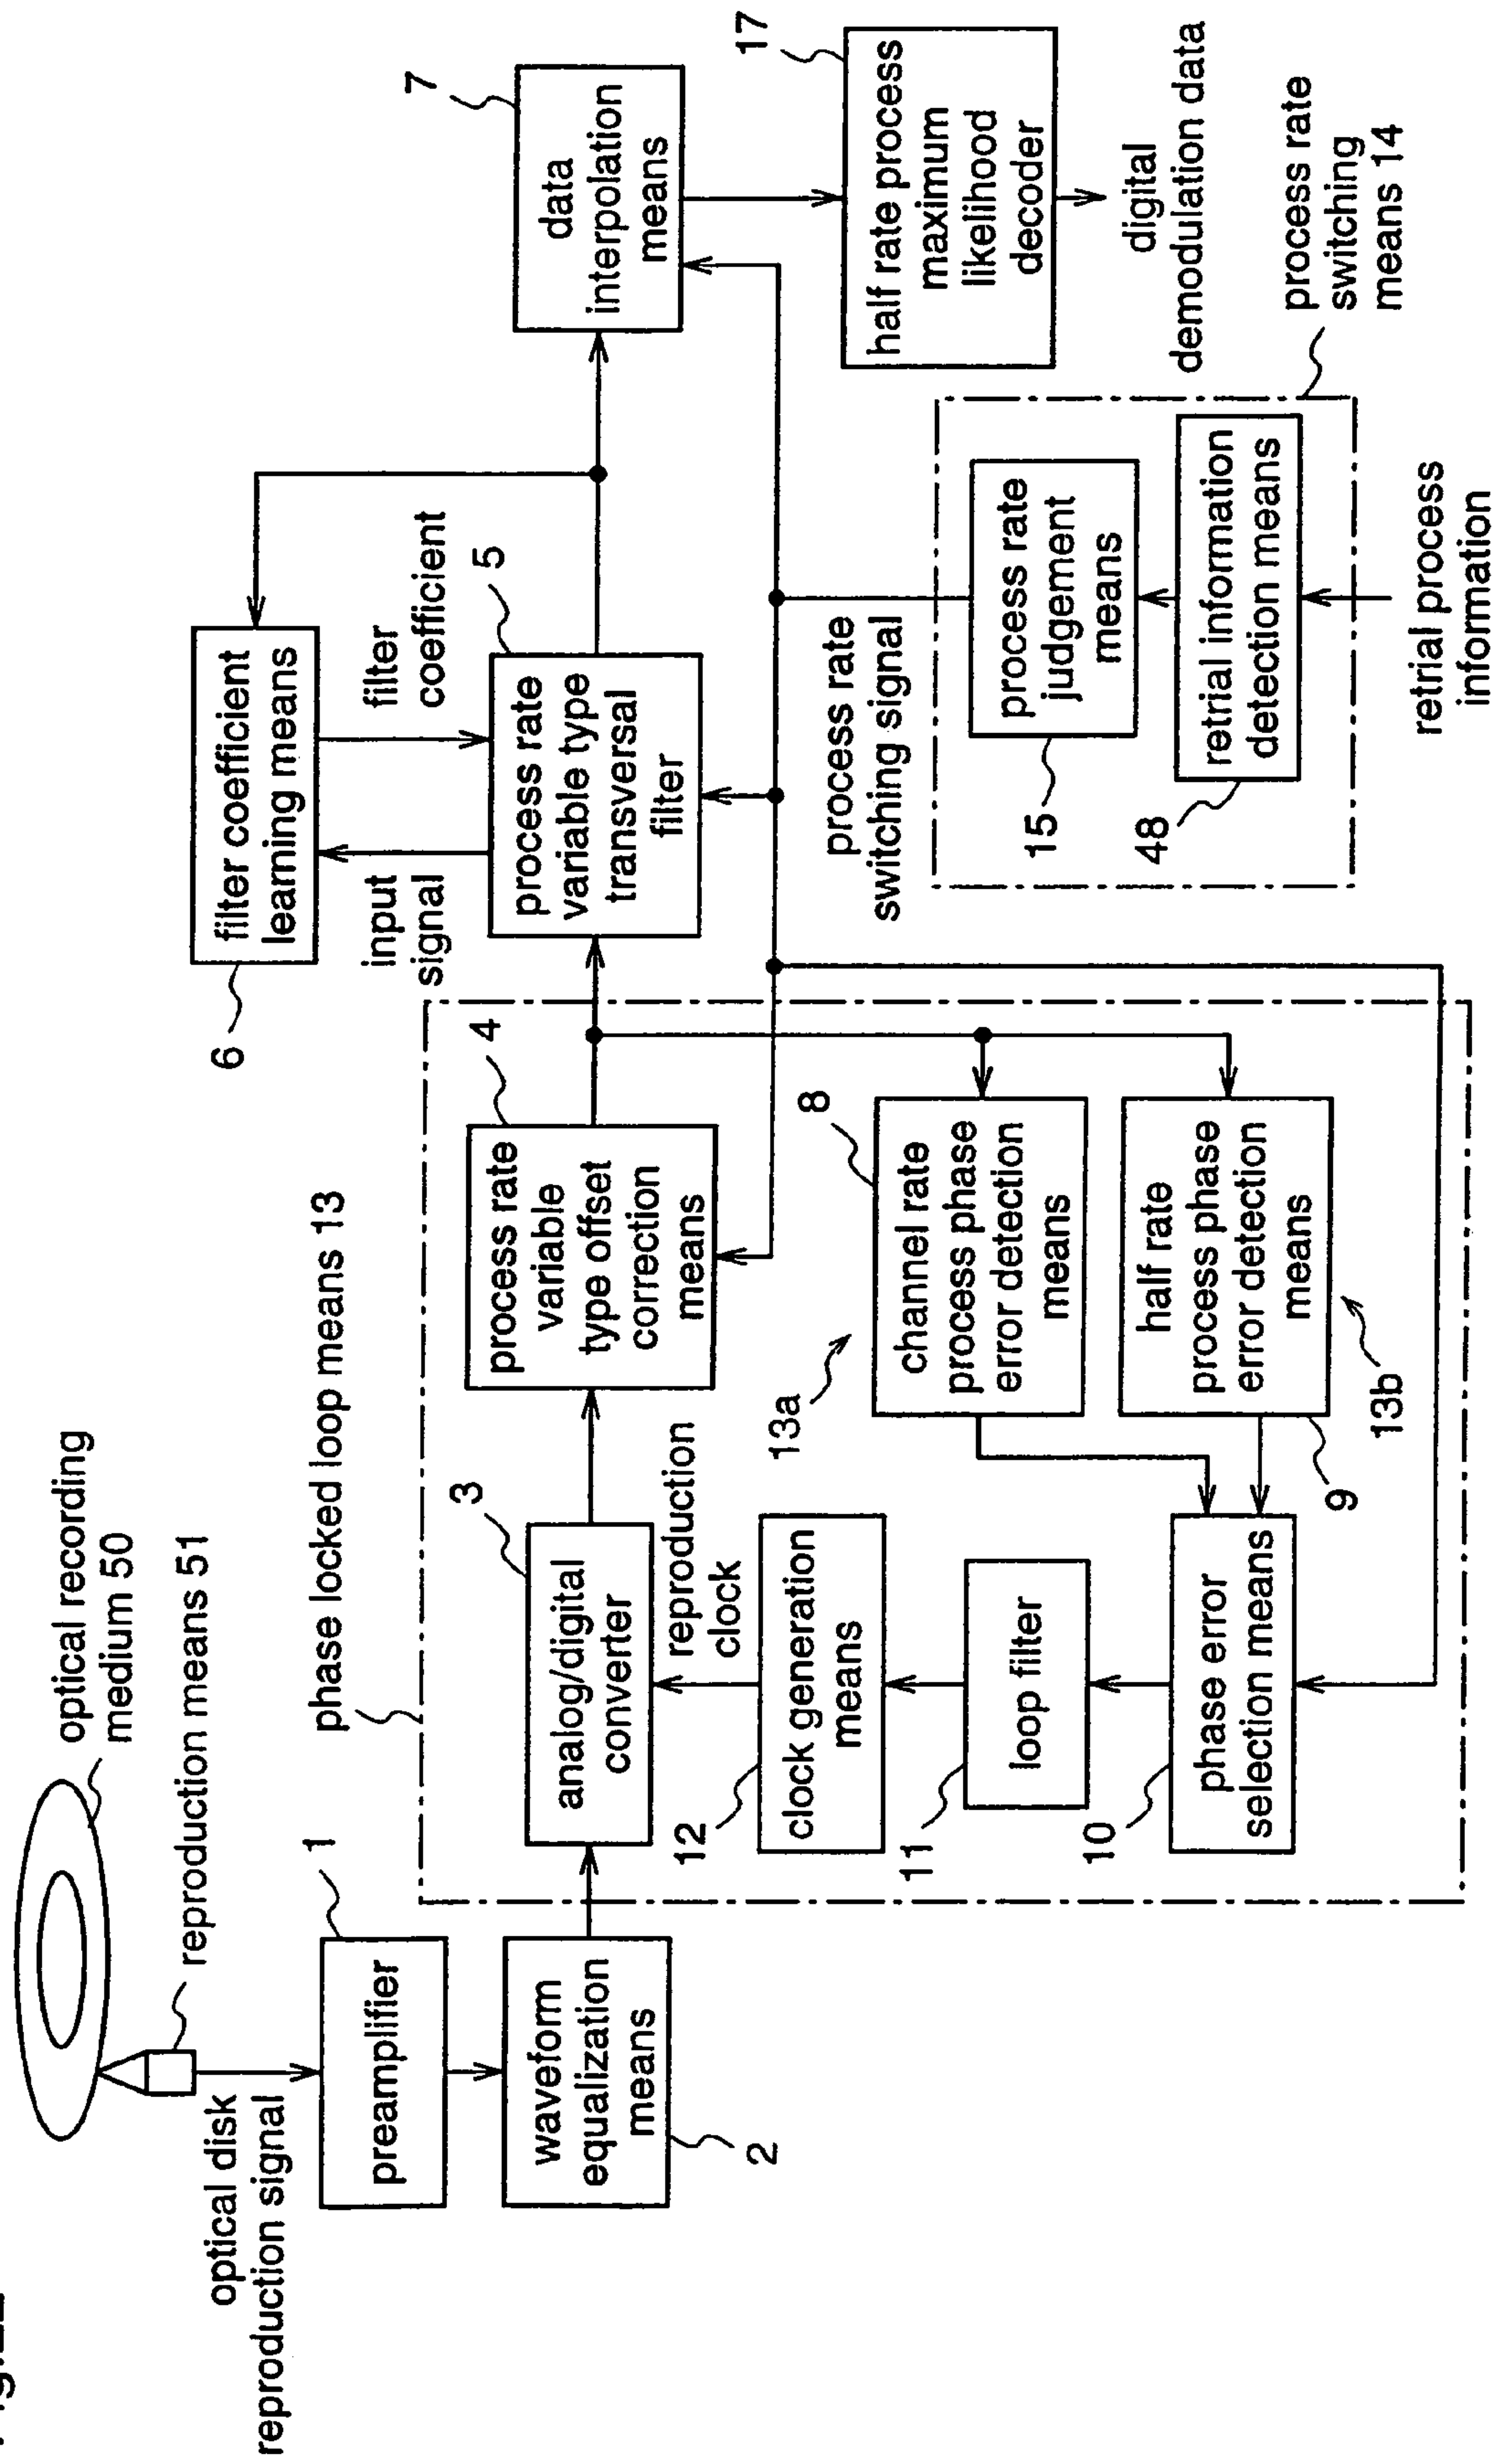 optical recording
medium 50
reproduction means 51
optical disk
reproduction signal
1
preamplifier
waveform
equalization
means
2
phase locked loop means 13
3
analog/digital
converter
reproduction
clock
4
process rate
variable
type offset
correction
means
6
filter coefficient
learning means
input
signal
filter
coefficient
5
process rate
variable type
transversal
filter
7
data
interpolation
means
17
half rate process
maximum
likelihood
decoder
digital
demodulation data
12
clock generation
means
11
loop filter
10
phase error
selection means
13a
8
channel rate
process phase
error detection
means
half rate
process phase
error detection
means
9
13b
process rate
switching signal
15
process rate
judgement
means
48
retrial information
detection means
process rate
switching
means 14
retrial process
information